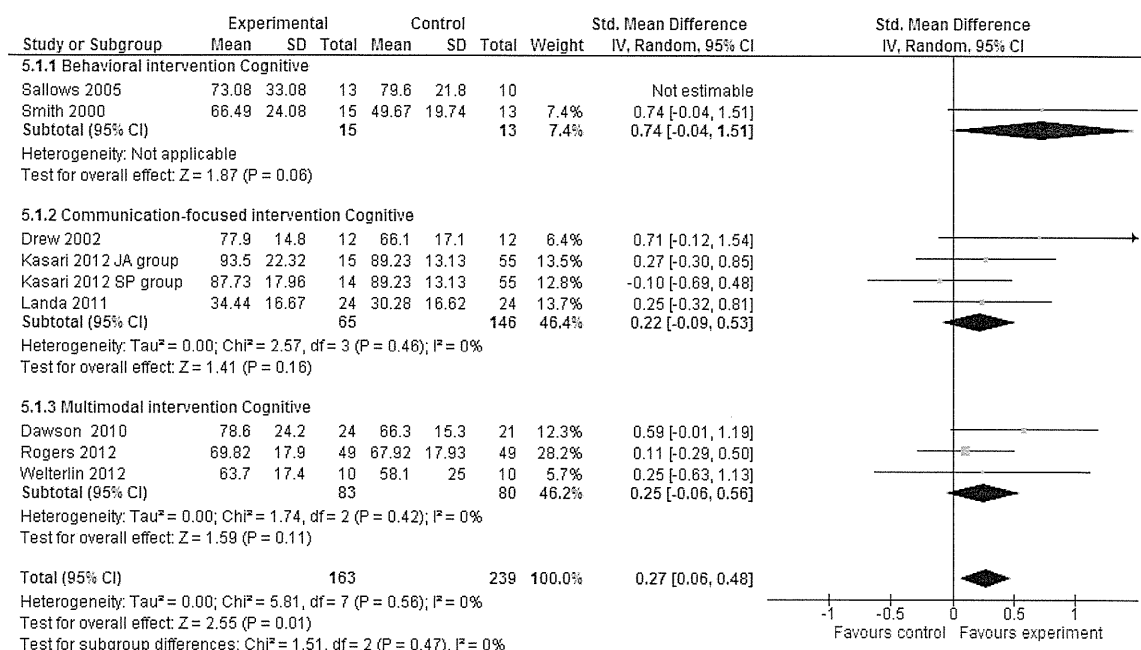 Experimental Control Std. Mean Difference Std. Mean Difference
Study or Subgroup Mean SD Total Mean SD Total Weight IV, Random, 95% CI IV, Random, 95% CI
5.1.1 Behavioral intervention Cognitive
Sallows 2005 73.08 33.08 13 79.6 21.8 10 Not estimable
Smith 2000 66.49 24.08 15 49.67 19.74 13 7.4% 0.74 [-0.04, 1.51]
Subtotal (95% CI) 15 13 7.4% 0.74 [-0.04, 1.51]
Heterogeneity: Not applicable
Test for overall effect: Z = 1.87 (P = 0.06)
5.1.2 Communication-focused intervention Cognitive
Drew 2002 77.9 14.8 12 66.1 17.1 12 6.4% 0.71 [-0.12, 1.54]
Kasari 2012 JA group 93.5 22.32 15 89.23 13.13 55 13.5% 0.27 [-0.30, 0.85]
Kasari 2012 SP group 87.73 17.96 14 89.23 13.13 55 12.8% -0.10 [-0.69, 0.48]
Landa 2011 34.44 16.67 24 30.28 16.62 24 13.7% 0.25 [-0.32, 0.81]
Subtotal (95% CI) 65 146 46.4% 0.22 [-0.09, 0.53]
Heterogeneity: Tau² = 0.00; Chi² = 2.57, df = 3 (P = 0.46); I² = 0%
Test for overall effect: Z = 1.41 (P = 0.16)
5.1.3 Multimodal intervention Cognitive
Dawson 2010 78.6 24.2 24 66.3 15.3 21 12.3% 0.59 [-0.01, 1.19]
Rogers 2012 69.82 17.9 49 67.92 17.93 49 28.2% 0.11 [-0.29, 0.50]
Welterlin 2012 63.7 17.4 10 58.1 25 10 5.7% 0.25 [-0.63, 1.13]
Subtotal (95% CI) 83 80 46.2% 0.25 [-0.06, 0.56]
Heterogeneity: Tau² = 0.00; Chi² = 1.74, df = 2 (P = 0.42); I² = 0%
Test for overall effect: Z = 1.59 (P = 0.11)
Total (95% CI) 163 239 100.0% 0.27 [0.06, 0.48]
Heterogeneity: Tau² = 0.00; Chi² = 5.81, df = 7 (P = 0.56); I² = 0%
Test for overall effect: Z = 2.55 (P = 0.01)
Test for subgroup differences: Chi² = 1.51, df = 2 (P = 0.47), I² = 0%
-1 -0.5 0 0.5 1
Favours control Favours experiment